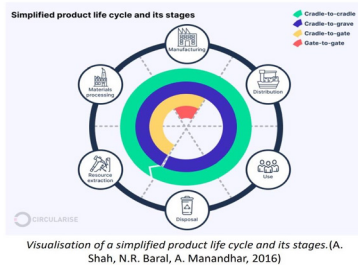 Simplified product life cycle and its stages
Cradle-to-cradle
Cradle-to-grave
Cradle-to-gate
Gate-to-gate
Manufacturing
Materials
processing
Distribution
Resource
extraction
Use
Disposal
CIRCULARISE
Visualisation of a simplified product life cycle and its stages.(A.
Shah, N.R. Baral, A. Manandhar, 2016)